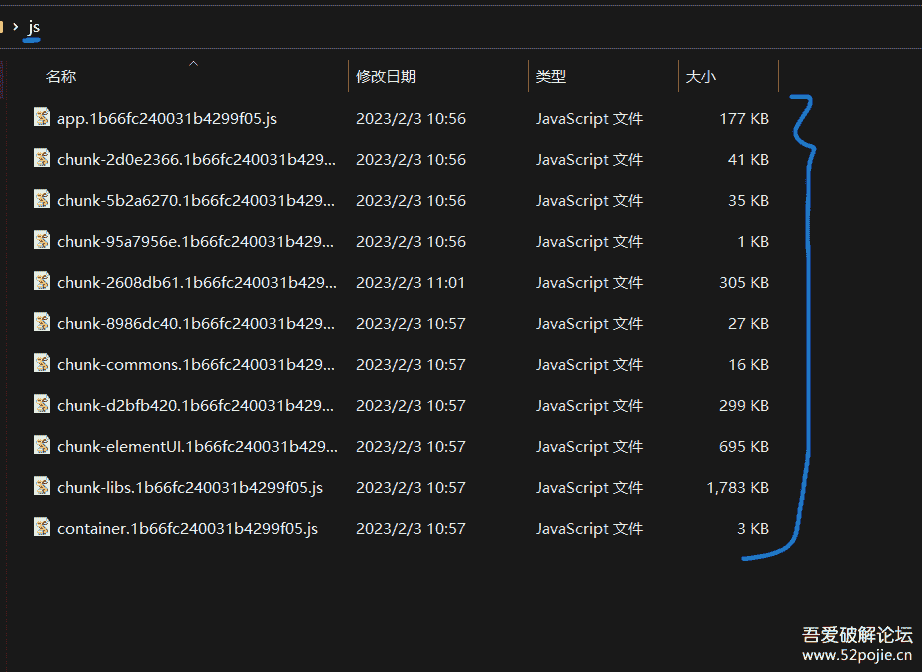 js
名称 修改日期 类型 大小
app.1b66fc240031b4299f05.js 2023/2/3 10:56 JavaScript 文件 177 KB
chunk-2d0e2366.1b66fc240031b429... 2023/2/3 10:56 JavaScript 文件 41 KB
chunk-5b2a6270.1b66fc240031b429... 2023/2/3 10:56 JavaScript 文件 35 KB
chunk-95a7956e.1b66fc240031b429... 2023/2/3 10:56 JavaScript 文件 1 KB
chunk-2608db61.1b66fc240031b429... 2023/2/3 11:01 JavaScript 文件 305 KB
chunk-8986dc40.1b66fc240031b429... 2023/2/3 10:57 JavaScript 文件 27 KB
chunk-commons.1b66fc240031b429... 2023/2/3 10:57 JavaScript 文件 16 KB
chunk-d2bfb420.1b66fc240031b429... 2023/2/3 10:57 JavaScript 文件 299 KB
chunk-elementUI.1b66fc240031b429... 2023/2/3 10:57 JavaScript 文件 695 KB
chunk-libs.1b66fc240031b4299f05.js 2023/2/3 10:57 JavaScript 文件 1,783 KB
container.1b66fc240031b4299f05.js 2023/2/3 10:57 JavaScript 文件 3 KB
吾爱破解论坛
www.52pojie.cn